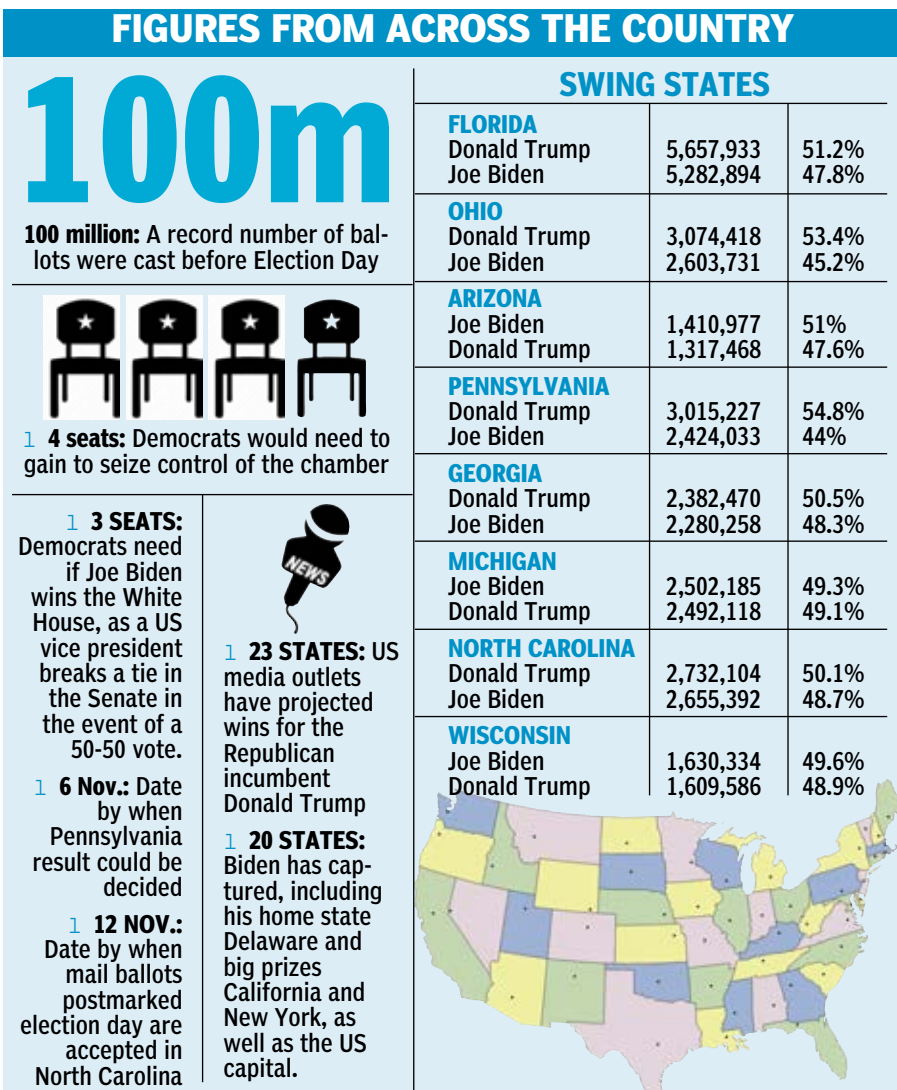 FIGURES FROM ACROSS THE COUNTRY
100m
100 million: A record number of bal-
lots were cast before Election Day
l 4 seats: Democrats would need to
gain to seize control of the chamber
l 3 SEATS:
Democrats need
if Joe Biden
wins the White
House, as a US
vice president
breaks a tie in
the Senate in
the event of a
50-50 vote.
l 6 Nov.: Date
by when
Pennsylvania
result could be
decided
l 12 NOV.:
Date by when
mail ballots
postmarked
election day are
accepted in
North Carolina
NEWS
l 23 STATES: US
media outlets
have projected
wins for the
Republican
incumbent
Donald Trump
l 20 STATES:
Biden has cap-
tured, including
his home state
Delaware and
big prizes
California and
New York, as
well as the US
capital.
SWING STATES
FLORIDA
Donald Trump 5,657,933 51.2%
Joe Biden 5,282,894 47.8%
OHIO
Donald Trump 3,074,418 53.4%
Joe Biden 2,603,731 45.2%
ARIZONA
Joe Biden 1,410,977 51%
Donald Trump 1,317,468 47.6%
PENNSYLVANIA
Donald Trump 3,015,227 54.8%
Joe Biden 2,424,033 44%
GEORGIA
Donald Trump 2,382,470 50.5%
Joe Biden 2,280,258 48.3%
MICHIGAN
Joe Biden 2,502,185 49.3%
Donald Trump 2,492,118 49.1%
NORTH CAROLINA
Donald Trump 2,732,104 50.1%
Joe Biden 2,655,392 48.7%
WISCONSIN
Joe Biden 1,630,334 49.6%
Donald Trump 1,609,586 48.9%